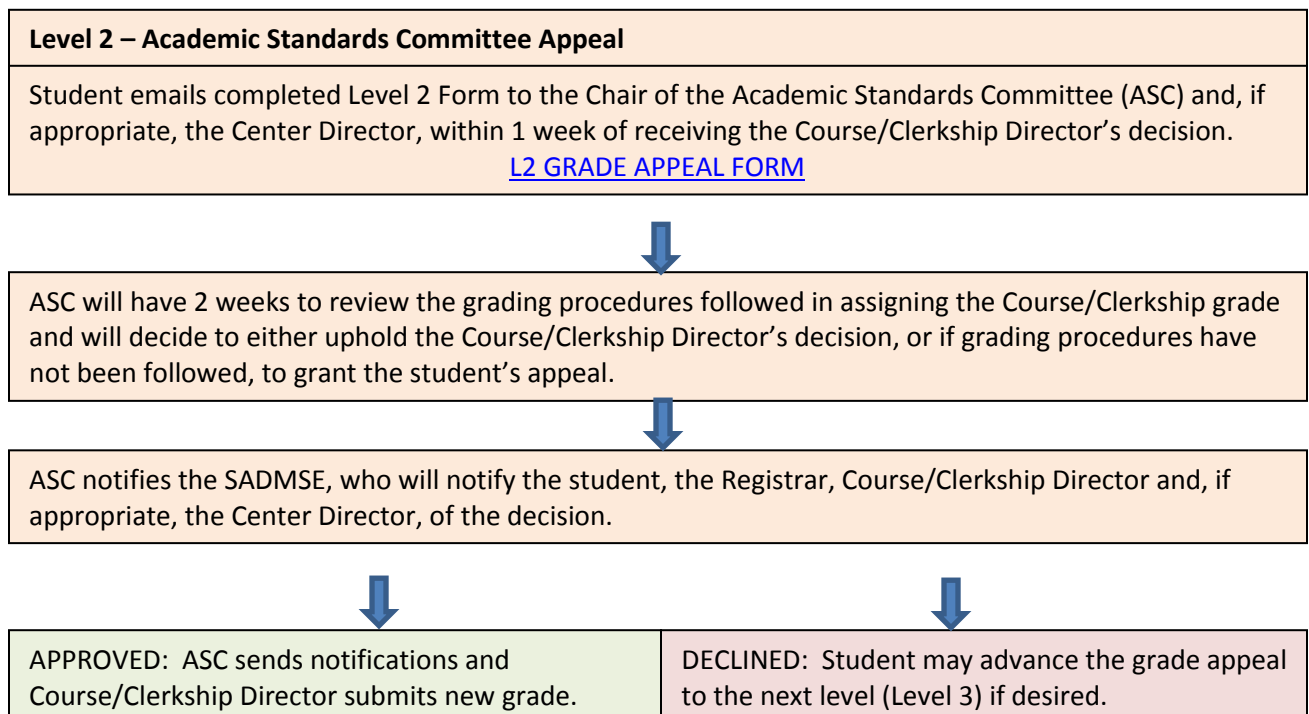 Level 2 – Academic Standards Committee Appeal
Student emails completed Level 2 Form to the Chair of the Academic Standards Committee (ASC) and, if
appropriate, the Center Director, within 1 week of receiving the Course/Clerkship Director’s decision.
L2 GRADE APPEAL FORM
ASC will have 2 weeks to review the grading procedures followed in assigning the Course/Clerkship grade
and will decide to either uphold the Course/Clerkship Director’s decision, or if grading procedures have
not been followed, to grant the student’s appeal.
ASC notifies the SADMSE, who will notify the student, the Registrar, Course/Clerkship Director and, if
appropriate, the Center Director, of the decision.
APPROVED:  ASC sends notifications and
Course/Clerkship Director submits new grade.
DECLINED:  Student may advance the grade appeal
to the next level (Level 3) if desired.